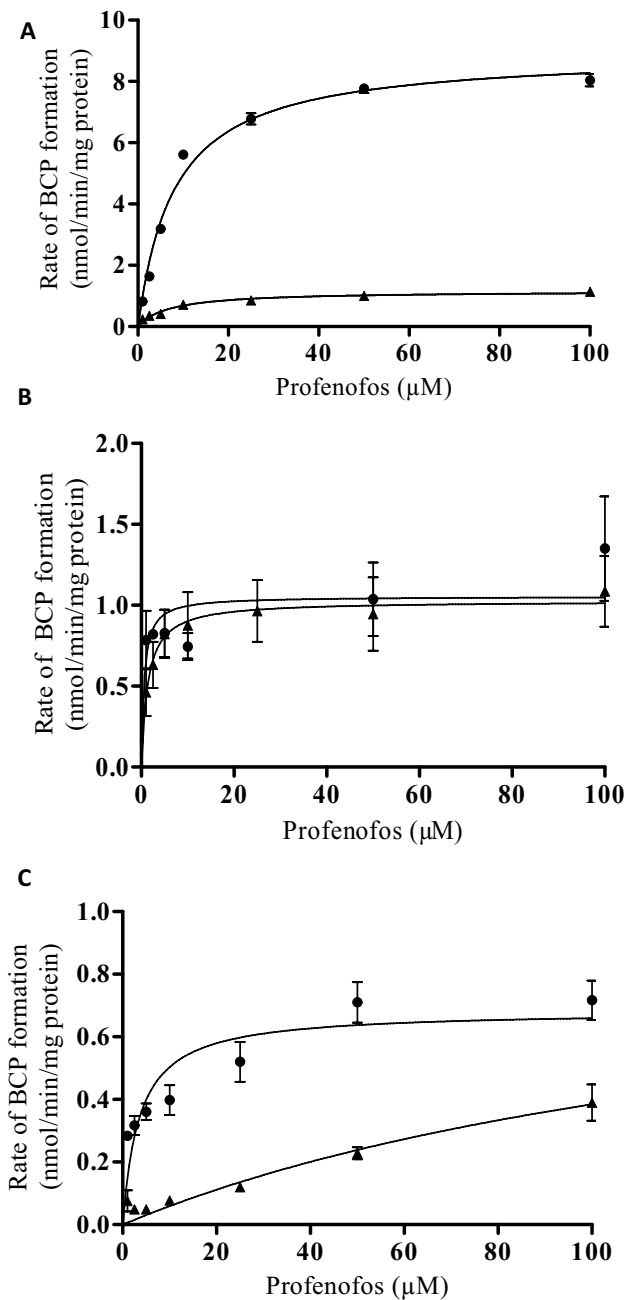 A
Rate of BCP formation
(nmol/min/mg protein)
10
8
6
4
2
0
0 20 40 60 80 100
Profenofos (µM)
B
Rate of BCP formation
(nmol/min/mg protein)
2.0
1.5
1.0
0.5
0.0
0 20 40 60 80 100
Profenofos (µM)
C
Rate of BCP formation
(nmol/min/mg protein)
1.0
0.8
0.6
0.4
0.2
0.0
0 20 40 60 80 100
Profenofos (µM)